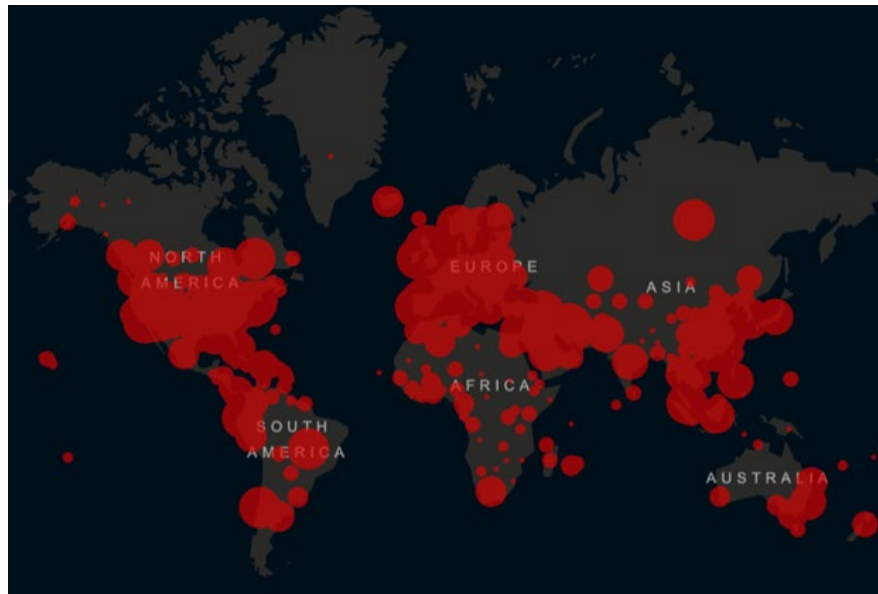 NORTH
AMERICA
EUROPE
ASIA
AFRICA
SOUTH
AMERICA
AUSTRALIA